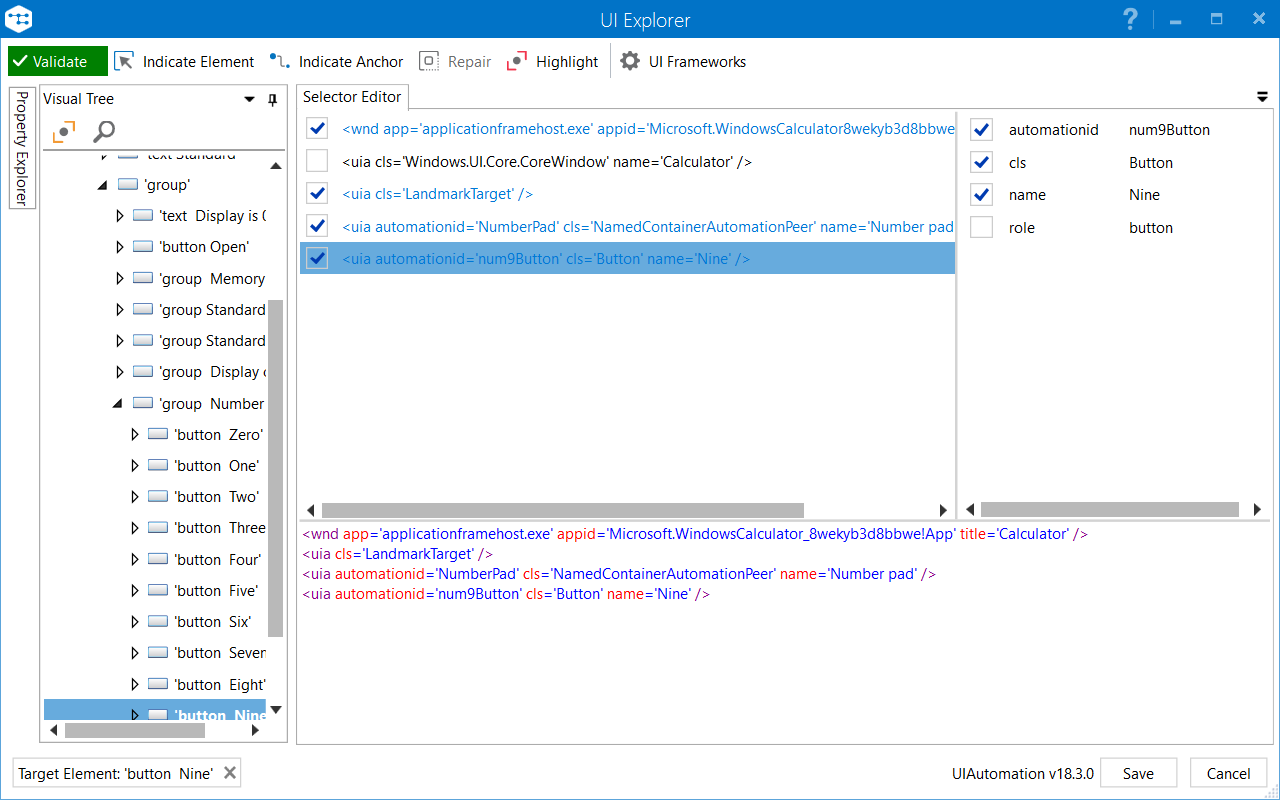 UI Explorer
?
Validate
Indicate Element
Indicate Anchor
Repair
Highlight
UI Frameworks
Property Explorer
Visual Tree
'text Standard
'group'
'text  Display is 0
'button Open'
'group  Memory
'group Standard
'group Standard
'group  Display c
'group  Number
'button  Zero'
'button  One'
'button  Two'
'button  Three
'button  Four'
'button  Five'
'button  Six'
'button  Seven
'button  Eight'
'button  Nine
Selector Editor
<wnd app='applicationframehost.exe' appid='Microsoft.WindowsCalculator8wekyb3d8bbwe
<uia cls='Windows.UI.Core.CoreWindow' name='Calculator' />
<uia cls='LandmarkTarget' />
<uia automationid='NumberPad' cls='NamedContainerAutomationPeer' name='Number pad
<uia automationid='num9Button' cls='Button' name='Nine' />
automationid num9Button
cls Button
name Nine
role button
<wnd app='applicationframehost.exe' appid='Microsoft.WindowsCalculator_8wekyb3d8bbwe!App' title='Calculator' />
<uia cls='LandmarkTarget' />
<uia automationid='NumberPad' cls='NamedContainerAutomationPeer' name='Number pad' />
<uia automationid='num9Button' cls='Button' name='Nine' />
Target Element: 'button  Nine'
UIAutomation v18.3.0
Save
Cancel